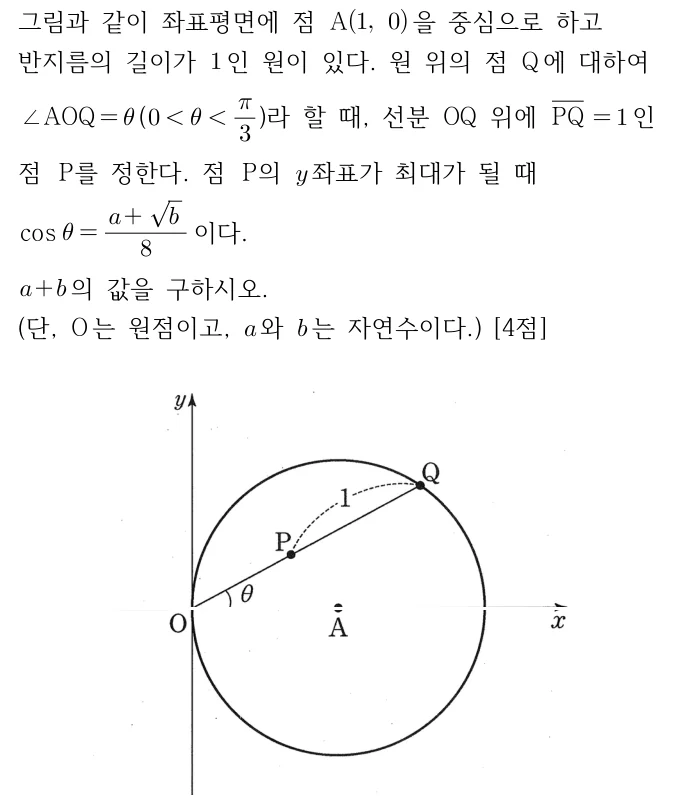 그림과 같이 좌표평면에 점 A(1, 0)을 중심으로 하고
반지름의 길이가 1인 원이 있다. 원 위의 점 Q에 대하여
∠AOQ=θ(0<θ<π/3)라 할 때, 선분 OQ 위에 P̅Q̅=1인
점 P를 정한다. 점 P의 y좌표가 최대가 될 때
cosθ=(a+√b)/8 이다.
a+b의 값을 구하시오.
(단, O는 원점이고, a와 b는 자연수이다.) [4점]
y
Q
1
P
θ
O
A
x